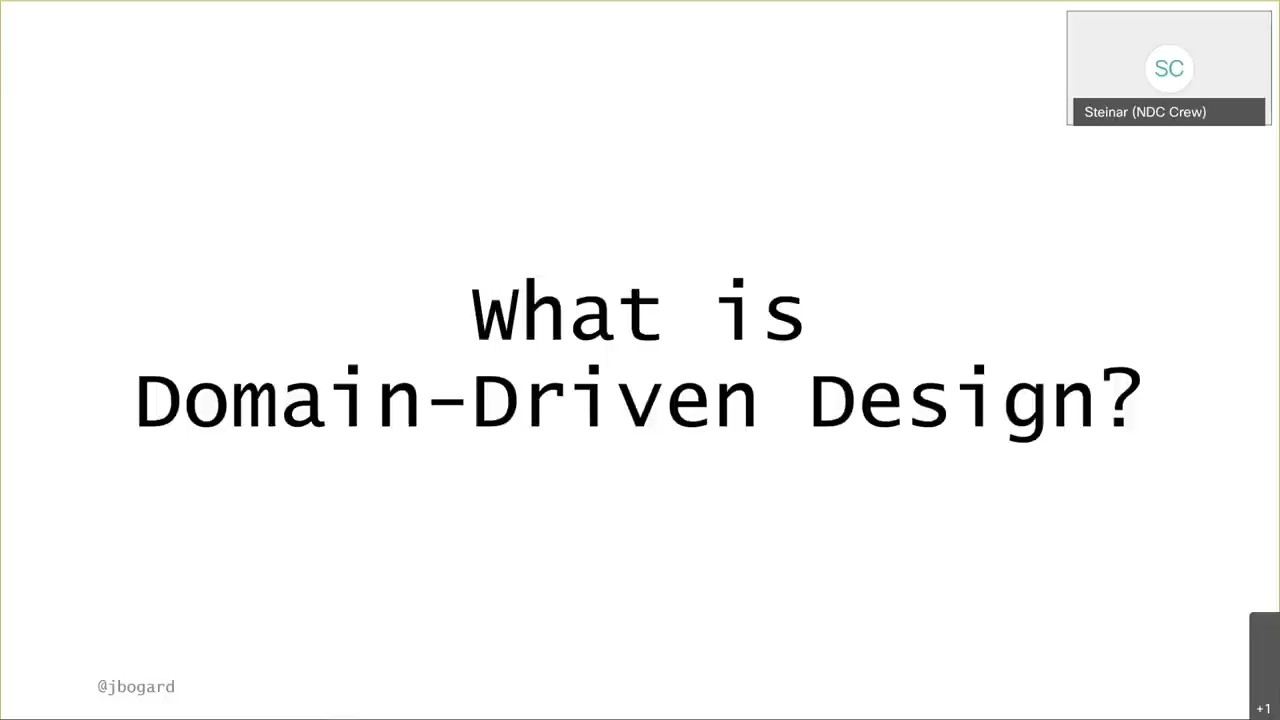 SC
Steinar (NDC Crew)
What is
Domain-Driven Design?
@jbogard
+1